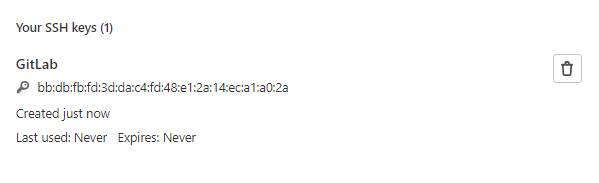 Your SSH keys (1)
GitLab
bb:db:fb:fd:3d:da:c4:fd:48:e1:2a:14:ec:a1:a0:2a
Created just now
Last used: Never Expires: Never